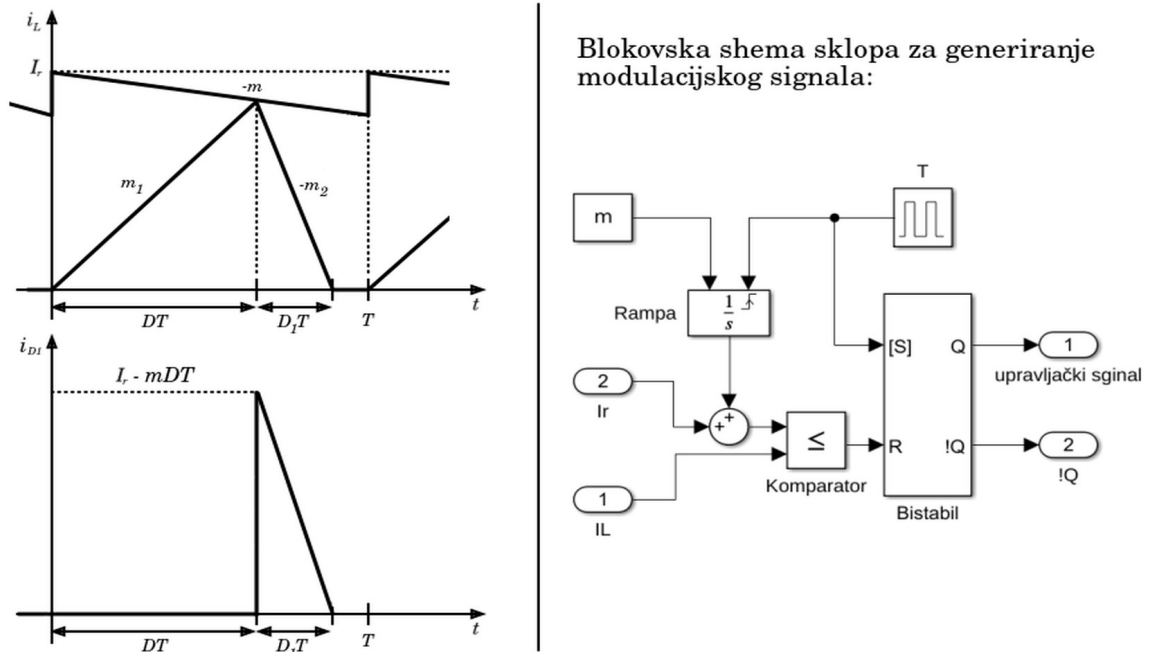 i_L
I_r
-m
m_1
-m_2
DT
D_1T
T
t
i_D1
I_r - mDT
DT
D_1T
T
t
Blokovska shema sklopa za generiranje
modulacijskog signala:
T
m
Rampa
1
s
[S]
Q
1
upravljački sginal
2
Ir
+
+
≤
R
!Q
2
!Q
Komparator
1
IL
Bistabil